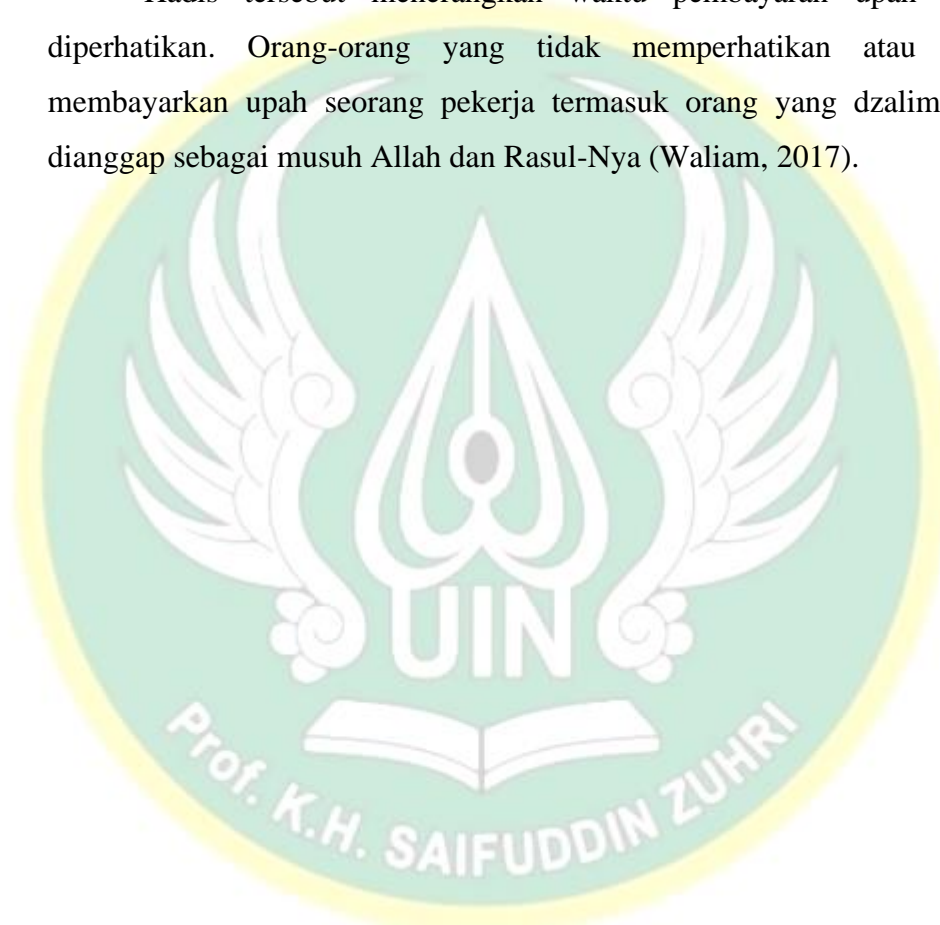 Hadis tersebut menerangkan waktu pembayaran upah
diperhatikan. Orang-orang yang tidak memperhatikan atau
membayarkan upah seorang pekerja termasuk orang yang dzalim
dianggap sebagai musuh Allah dan Rasul-Nya (Waliam, 2017).
UIN
Prof. K.H. SAIFUDDIN ZUHRI